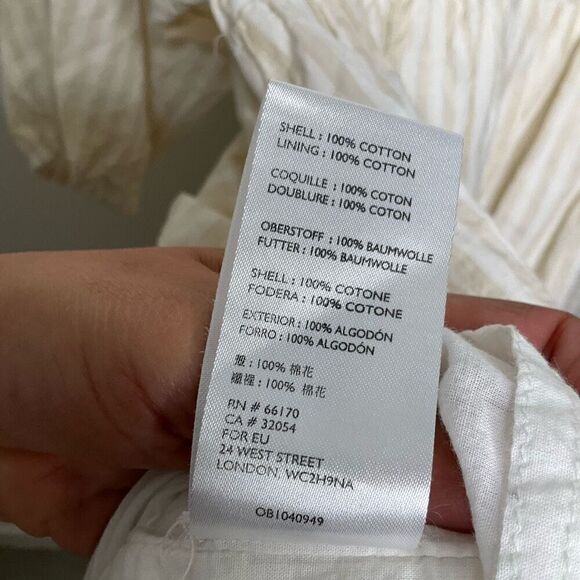 SHELL : 100% COTTON
LINING : 100% COTTON
COQUILLE : 100% COTON
DOUBLURE : 100% COTON
OBERSTOFF : 100% BAUMWOLLE
FUTTER : 100% BAUMWOLLE
SHELL : 100% COTONE
FODERA : 100% COTONE
EXTERIOR : 100% ALGODÓN
FORRO : 100% ALGODÓN
殼 : 100% 棉花
纖裡 : 100% 棉花
RN # 66170
CA # 32054
FOR EU
24 WEST STREET
LONDON, WC2H9NA
OB1040949